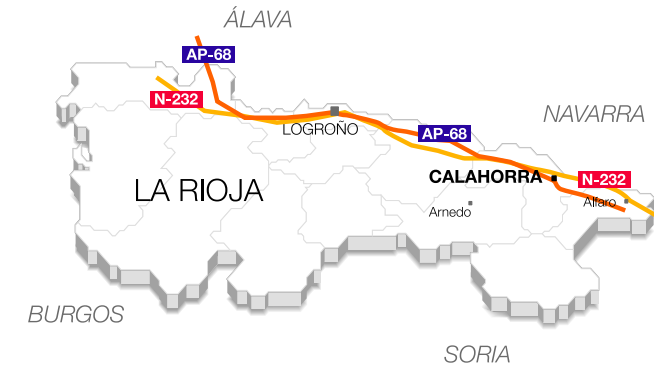 ÁLAVA
AP-68
N-232
NAVARRA
LOGROÑO
AP-68
CALAHORRA
N-232
LA RIOJA
Arnedo
Alfaro
BURGOS
SORIA